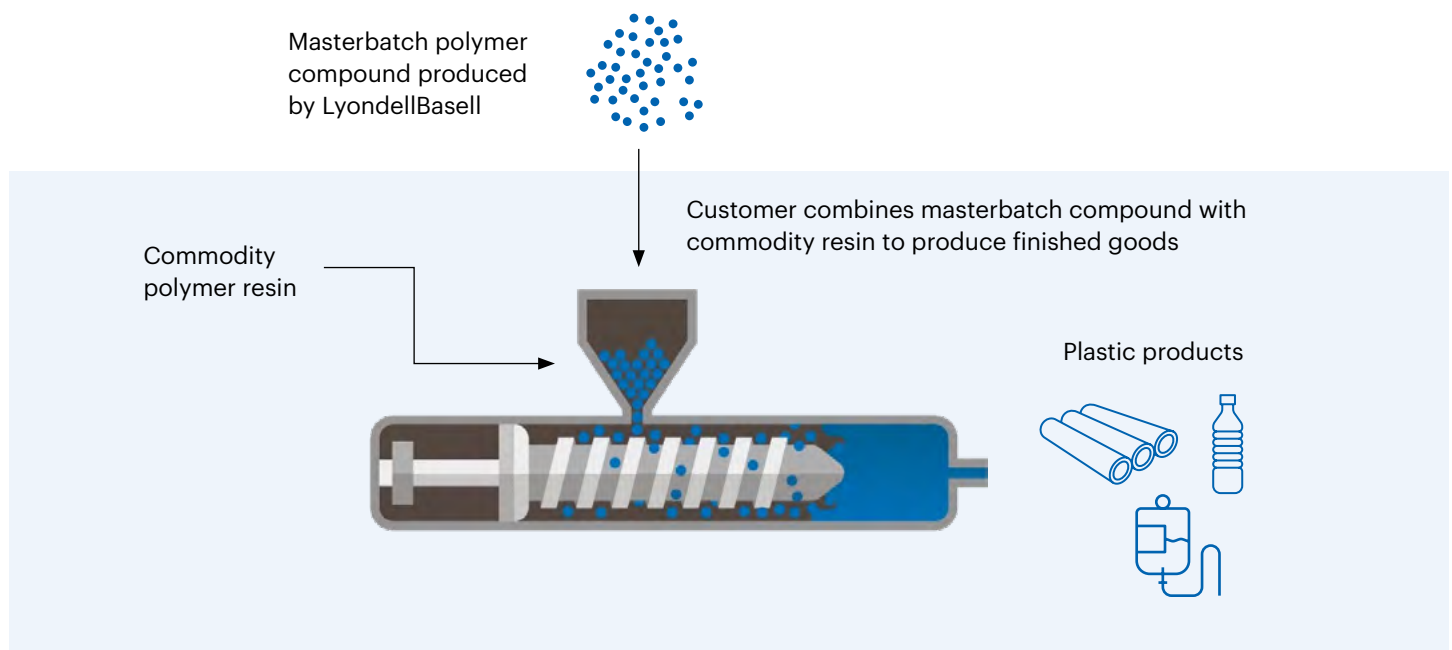 Masterbatch polymer
compound produced
by LyondellBasell
Customer combines masterbatch compound with
commodity resin to produce finished goods
Commodity
polymer resin
Plastic products